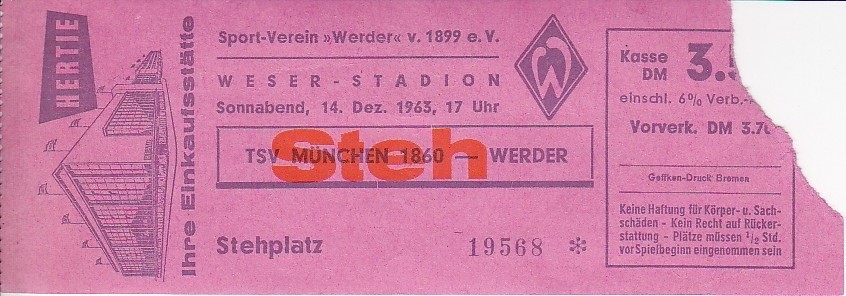 HERTIE
Ihre Einkaufsstätte
Sport-Verein »Werder« v. 1899 e. V.
W
WESER-STADION
Sonnabend, 14. Dez. 1963, 17 Uhr
Steh
TSV MÜNCHEN 1860 — WERDER
Stehplatz
19568 *
Kasse
DM 3.
einschl. 6% Verb.-
Vorverk. DM 3.70
Geffken-Druck Bremen
Keine Haftung für Körper- u. Sach-
schäden - Kein Recht auf Rücker-
stattung - Plätze müssen ½ Std.
vor Spielbeginn eingenommen sein